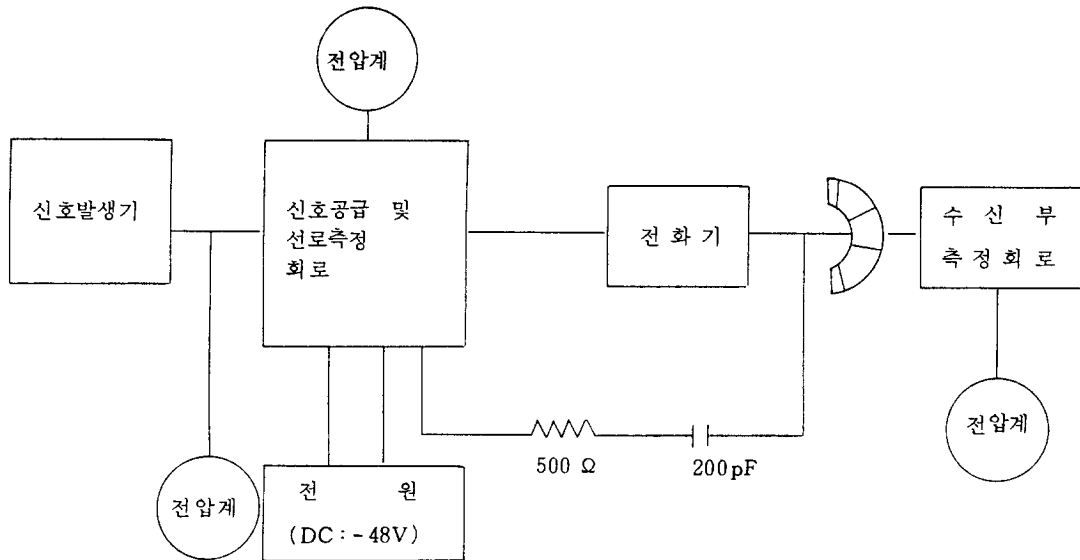 전압계
신호발생기
신호공급 및
선로측정
회로
전 화 기
수 신 부
측 정 회 로
전압계
500 Ω
200pF
전압계
전 원
(DC : - 48V)